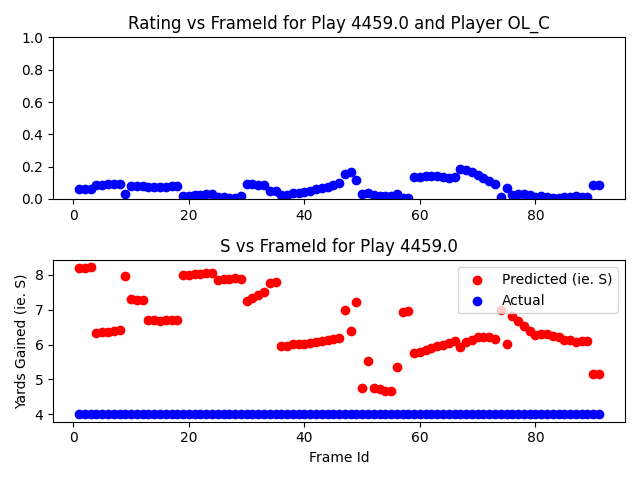 Rating vs FrameId for Play 4459.0 and Player OL_C
1.0
0.8
0.6
0.4
0.2
0.0
0 20 40 60 80
S vs FrameId for Play 4459.0
Yards Gained (ie. S)
8
7
6
5
4
Predicted (ie. S)
Actual
0 20 40 60 80
Frame Id